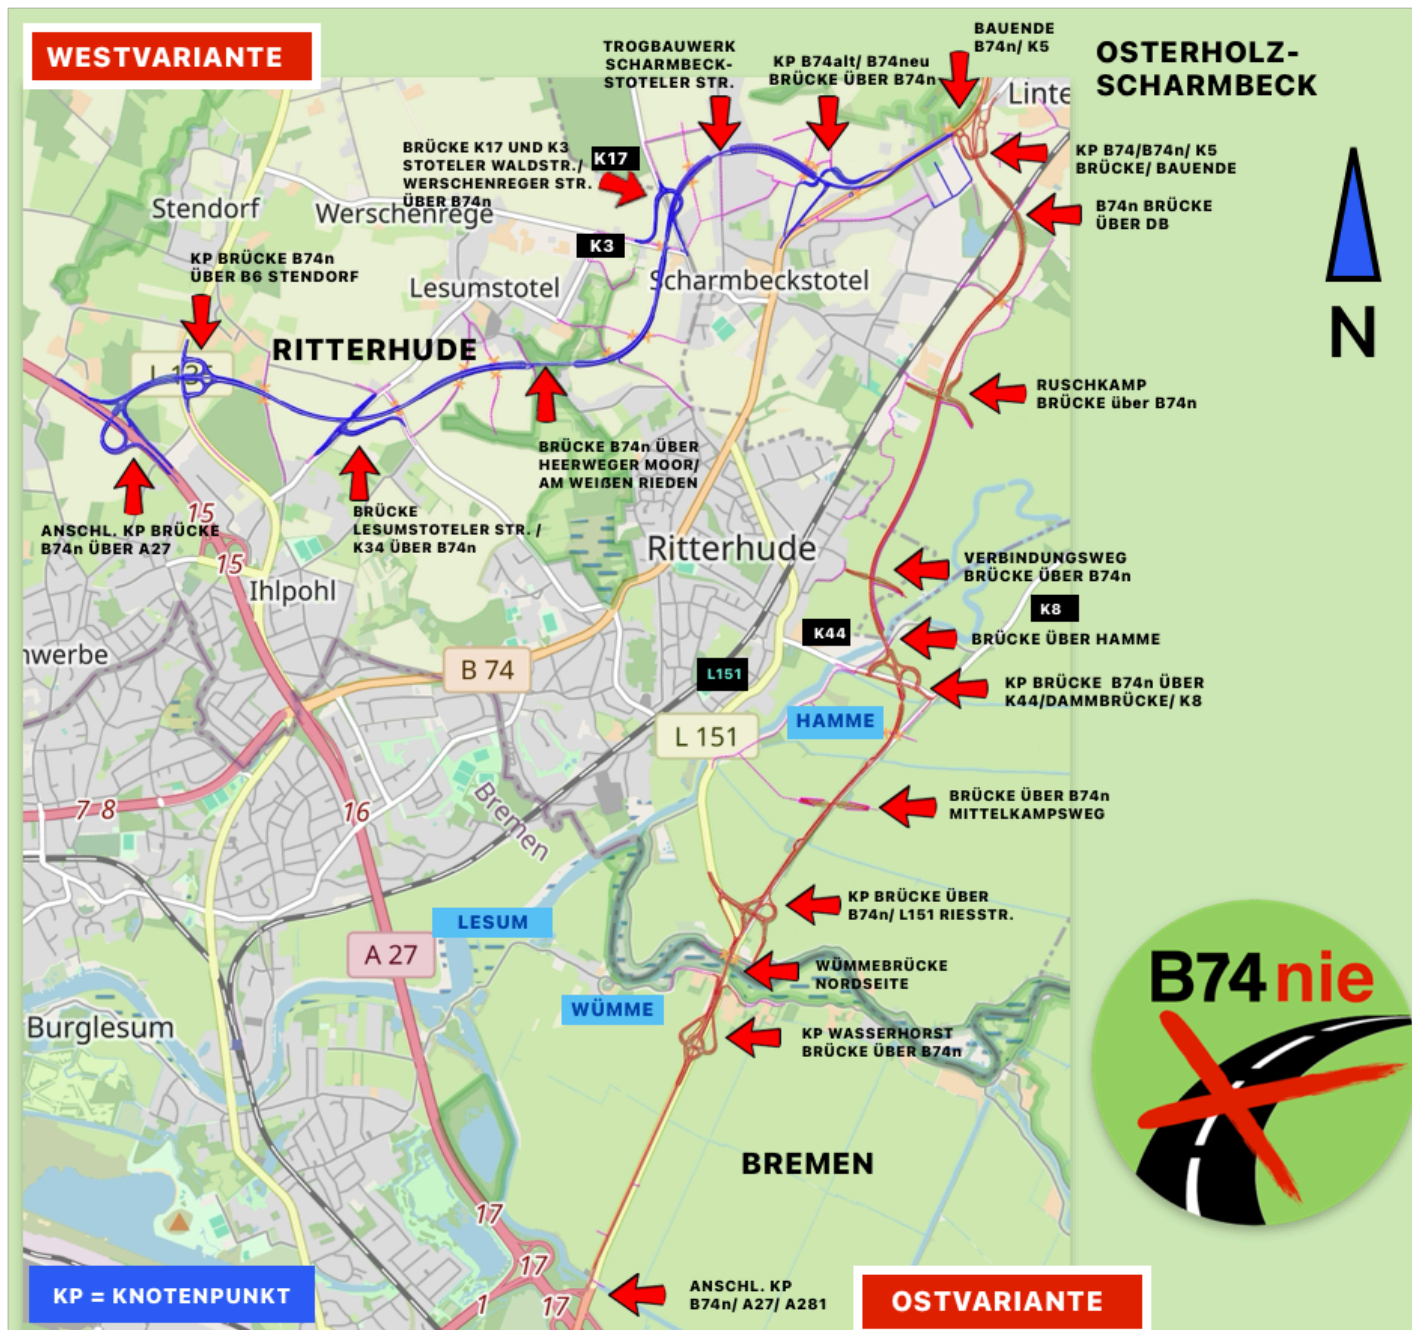 WESTVARIANTE
TROGBAUWERK
SCHARMBECK-
STOTELER STR.
KP B74alt/ B74neu
BRÜCKE ÜBER B74n
BAUENDE
B74n/ K5
OSTERHOLZ-
SCHARMBECK
Linte
BRÜCKE K17 UND K3
STOTELER WALDSTR./
WERSCHENREGER STR.
ÜBER B74n
K17
KP B74/B74n/ K5
BRÜCKE/ BAUENDE
Stendorf
Werschenrege
K3
B74n BRÜCKE
ÜBER DB
KP BRÜCKE B74n
ÜBER B6 STENDORF
Lesumstotel
Scharmbeckstotel
N
RITTERHUDE
L 135
RUSCHKAMP
BRÜCKE über B74n
BRÜCKE B74n ÜBER
HEERWEGER MOOR/
AM WEIßEN RIEDEN
ANSCHL. KP BRÜCKE
B74n ÜBER A27
15
15
BRÜCKE
LESUMSTOTELER STR. /
K34 ÜBER B74n
Ritterhude
Ihlpohl
VERBINDUNGSWEG
BRÜCKE ÜBER B74n
K8
K44
BRÜCKE ÜBER HAMME
nwerbe
B 74
L151
KP BRÜCKE B74n ÜBER
K44/DAMMBRÜCKE/ K8
HAMME
L 151
7 8
16
Bremen
BRÜCKE ÜBER B74n
MITTELKAMPSWEG
KP BRÜCKE ÜBER
B74n/ L151 RIESSTR.
LESUM
A 27
WÜMMEBRÜCKE
NORDSEITE
WÜMME
Burglesum
KP WASSERHORST
BRÜCKE ÜBER B74n
B74nie
BREMEN
17
17
17
1
KP = KNOTENPUNKT
ANSCHL. KP
B74n/ A27/ A281
OSTVARIANTE